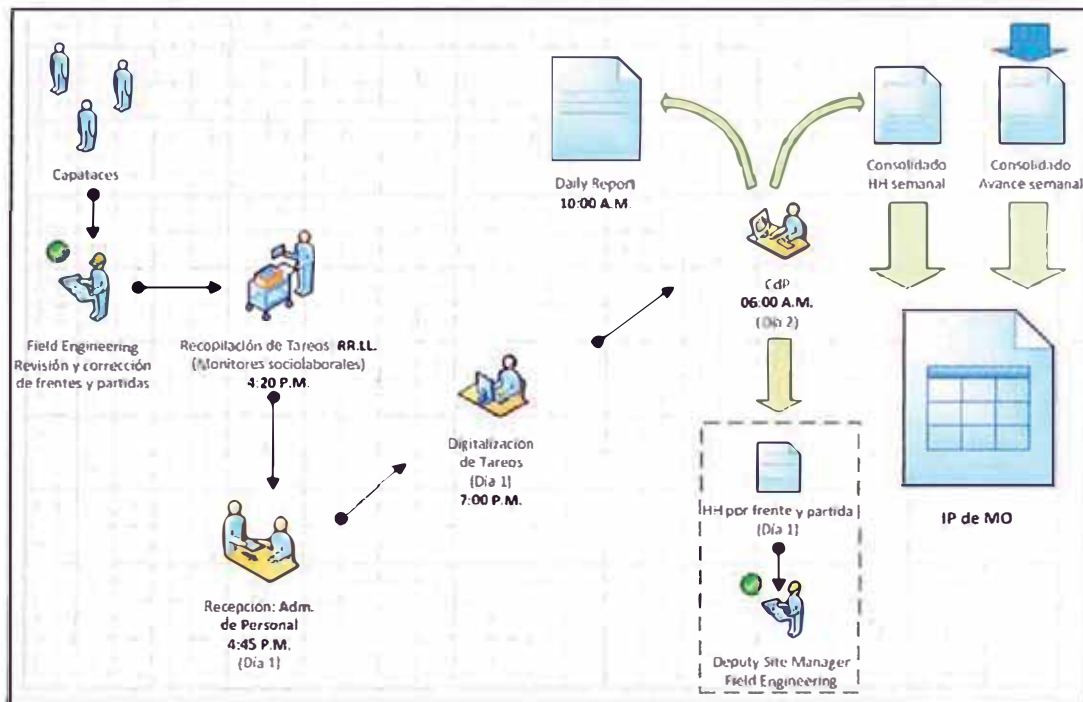 Capataces
Field Engineering
Revisión y corrección
de frentes y partidas
Recopilación de Tareos: RR.LL.
(Monitores sociolaborales)
4:20 P.M.
Recepción: Adm.
de Personal
4:45 P.M.
(Día 1)
Digitalización
de Tareos
(Día 1)
7:00 P.M.
Daily Report
10:00 A.M.
CdP
06:00 A.M.
(Día 2)
HH por frente y partida
(Día 1)
Deputy Site Manager
Field Engineering
Consolidado
HH semanal
Consolidado
Avance semanal
IP de MO